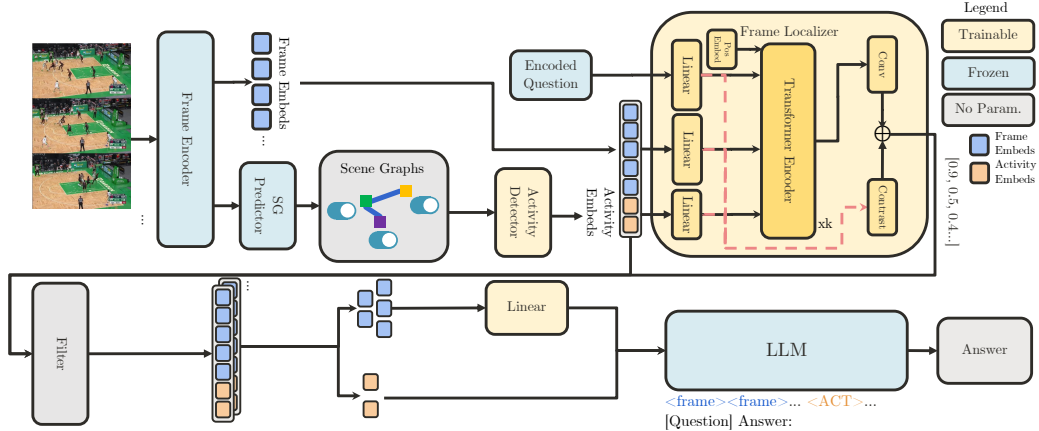 Legend
Trainable
Frozen
No Param.
Frame
Embeds
Activity
Embeds
Frame Encoder
Frame Embeds
...
...
SG
Predictor
Scene Graphs
Activity
Detector
Activity
Embeds
Encoded
Question
Frame Localizer
Pos
Embed
Linear
Linear
Linear
Transformer Encoder
xk
Conv
Contrast
[0.9, 0.5, 0.4...]
Filter
...
Linear
LLM
Answer
<frame><frame>... <ACT>...
[Question] Answer: